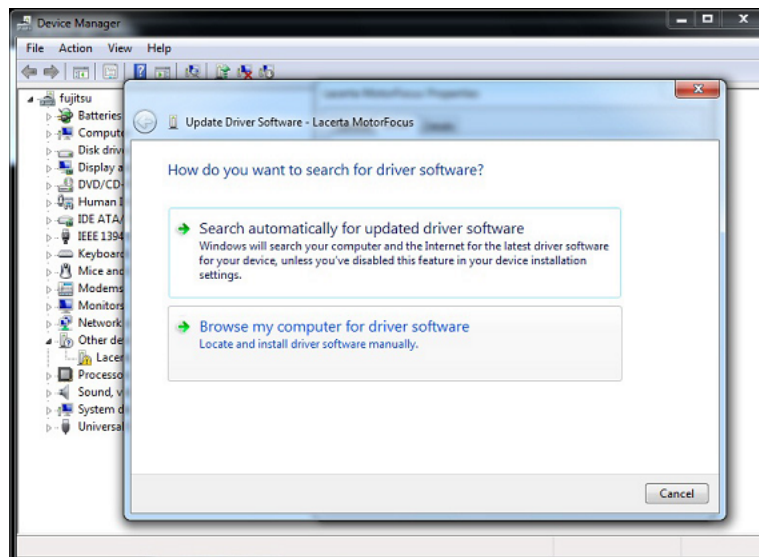 Device Manager
File Action View Help
fujitsu
Batteries
Compute
Disk driv
Display a
DVD/CD-
Human I
IDE ATA/
IEEE 1394
Keyboard
Mice and
Modems
Monitors
Network
Other de
Lacer
Processo
Sound, v
System d
Universal
Lacerta MotorFocus Properties
Update Driver Software - Lacerta MotorFocus
How do you want to search for driver software?
Search automatically for updated driver software
Windows will search your computer and the Internet for the latest driver software
for your device, unless you've disabled this feature in your device installation
settings.
Browse my computer for driver software
Locate and install driver software manually.
Cancel